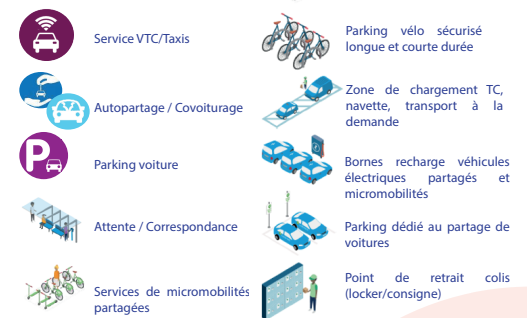 Service VTC/Taxis
Autopartage / Covoiturage
P
Parking voiture
Attente / Correspondance
Services de micromobilités
partagées
Parking vélo sécurisé
longue et courte durée
Zone de chargement TC,
navette, transport à la
demande
Bornes recharge véhicules
électriques partagés et
micromobilités
Parking dédié au partage de
voitures
Point de retrait colis
(locker/consigne)